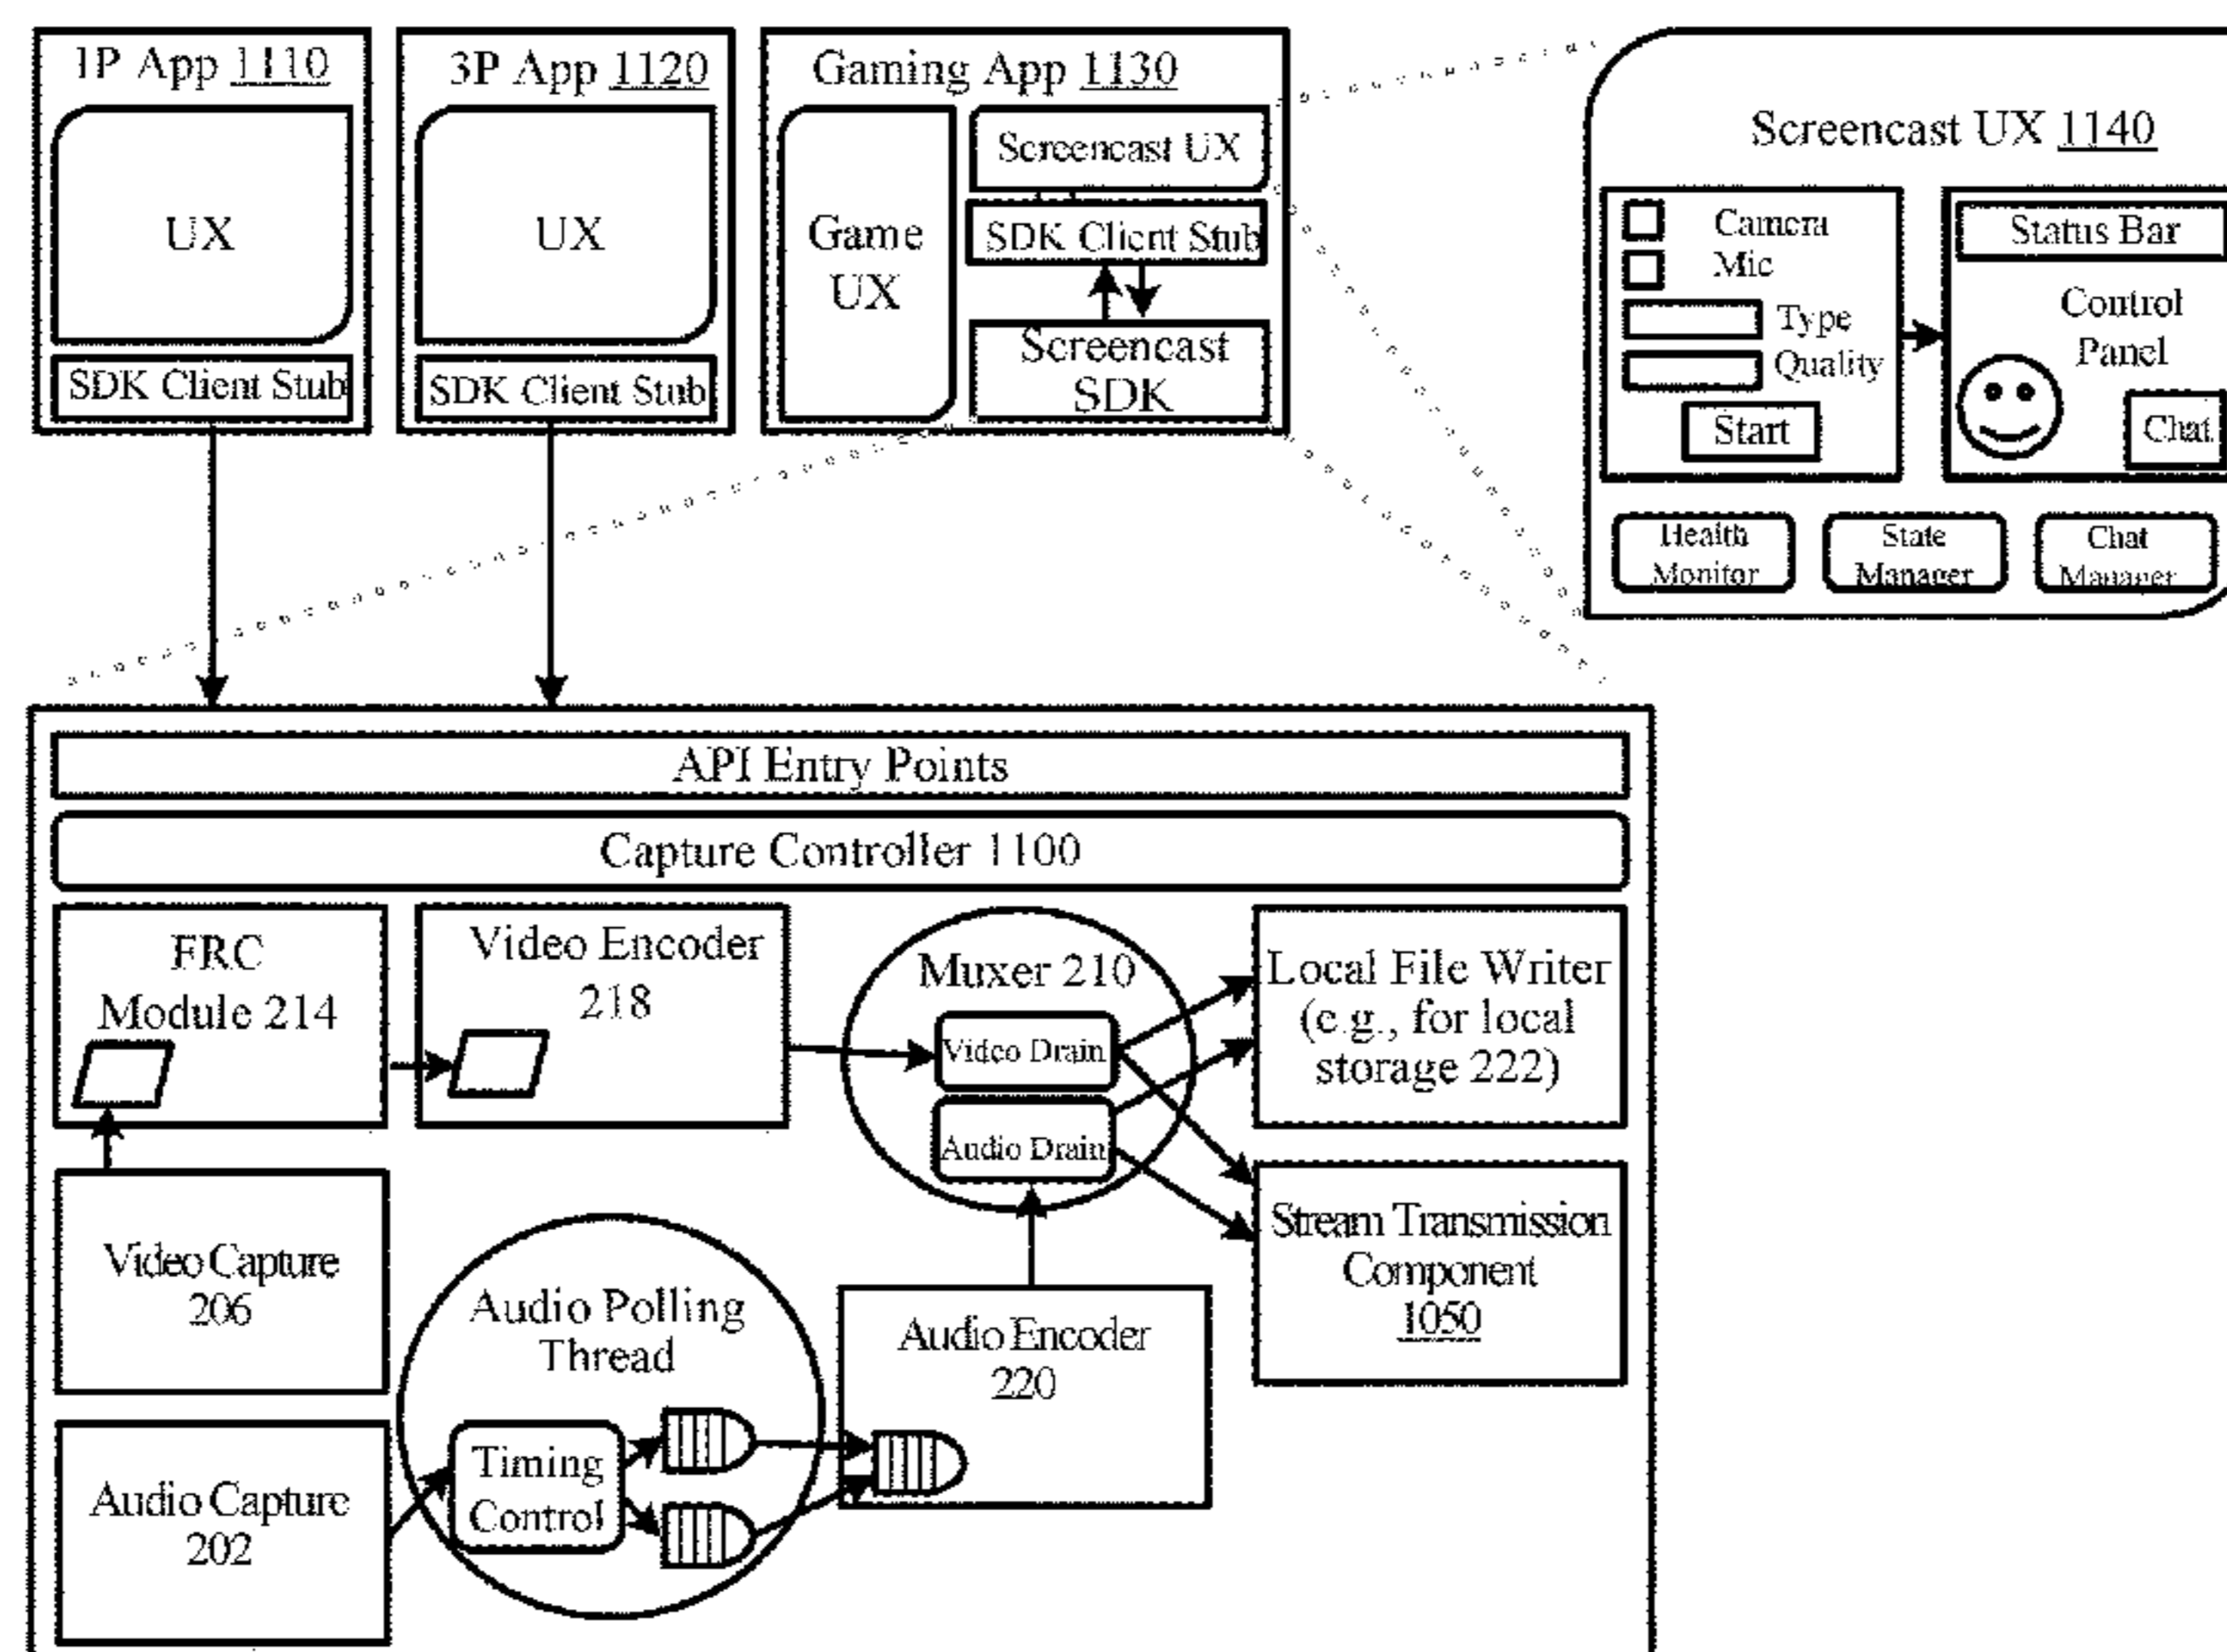 1P App 1110
UX
SDK Client Stub
3P App 1120
UX
SDK Client Stub
Gaming App 1130
Game
UX
Screencast UX
SDK Client Stub
Screencast
SDK
Screencast UX 1140
Camera
Mic
Type
Quality
Start
Status Bar
Control
Panel
Chat
Health
Monitor
State
Manager
Chat
Manager
API Entry Points
Capture Controller 1100
FRC
Module 214
Video Encoder
218
Muxer 210
Video Drain
Audio Drain
Local File Writer
(e.g., for local
storage 222)
Video Capture
206
Stream Transmission
Component
1050
Audio Polling
Thread
Timing
Control
Audio Encoder
220
Audio Capture
202